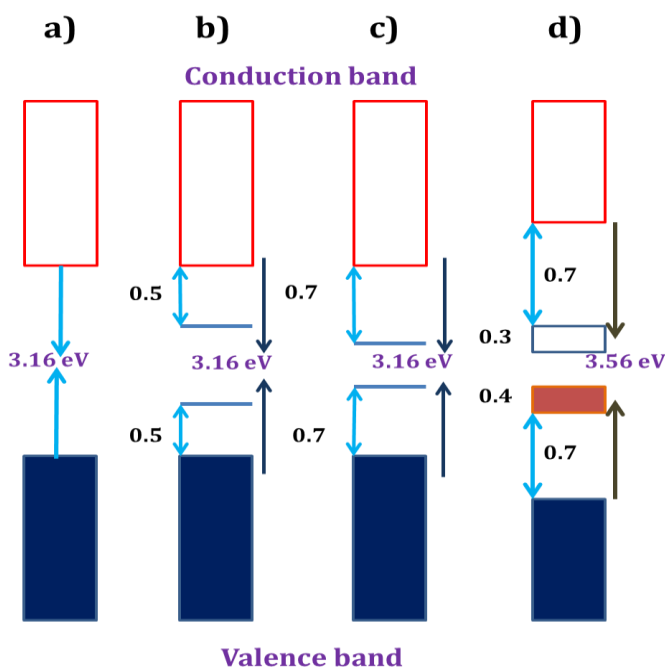 a) b) c) d)
Conduction band
0.5 0.7 0.7
0.3
3.16 eV 3.16 eV 3.16 eV 3.56 eV
0.4
0.5 0.7 0.7
Valence band